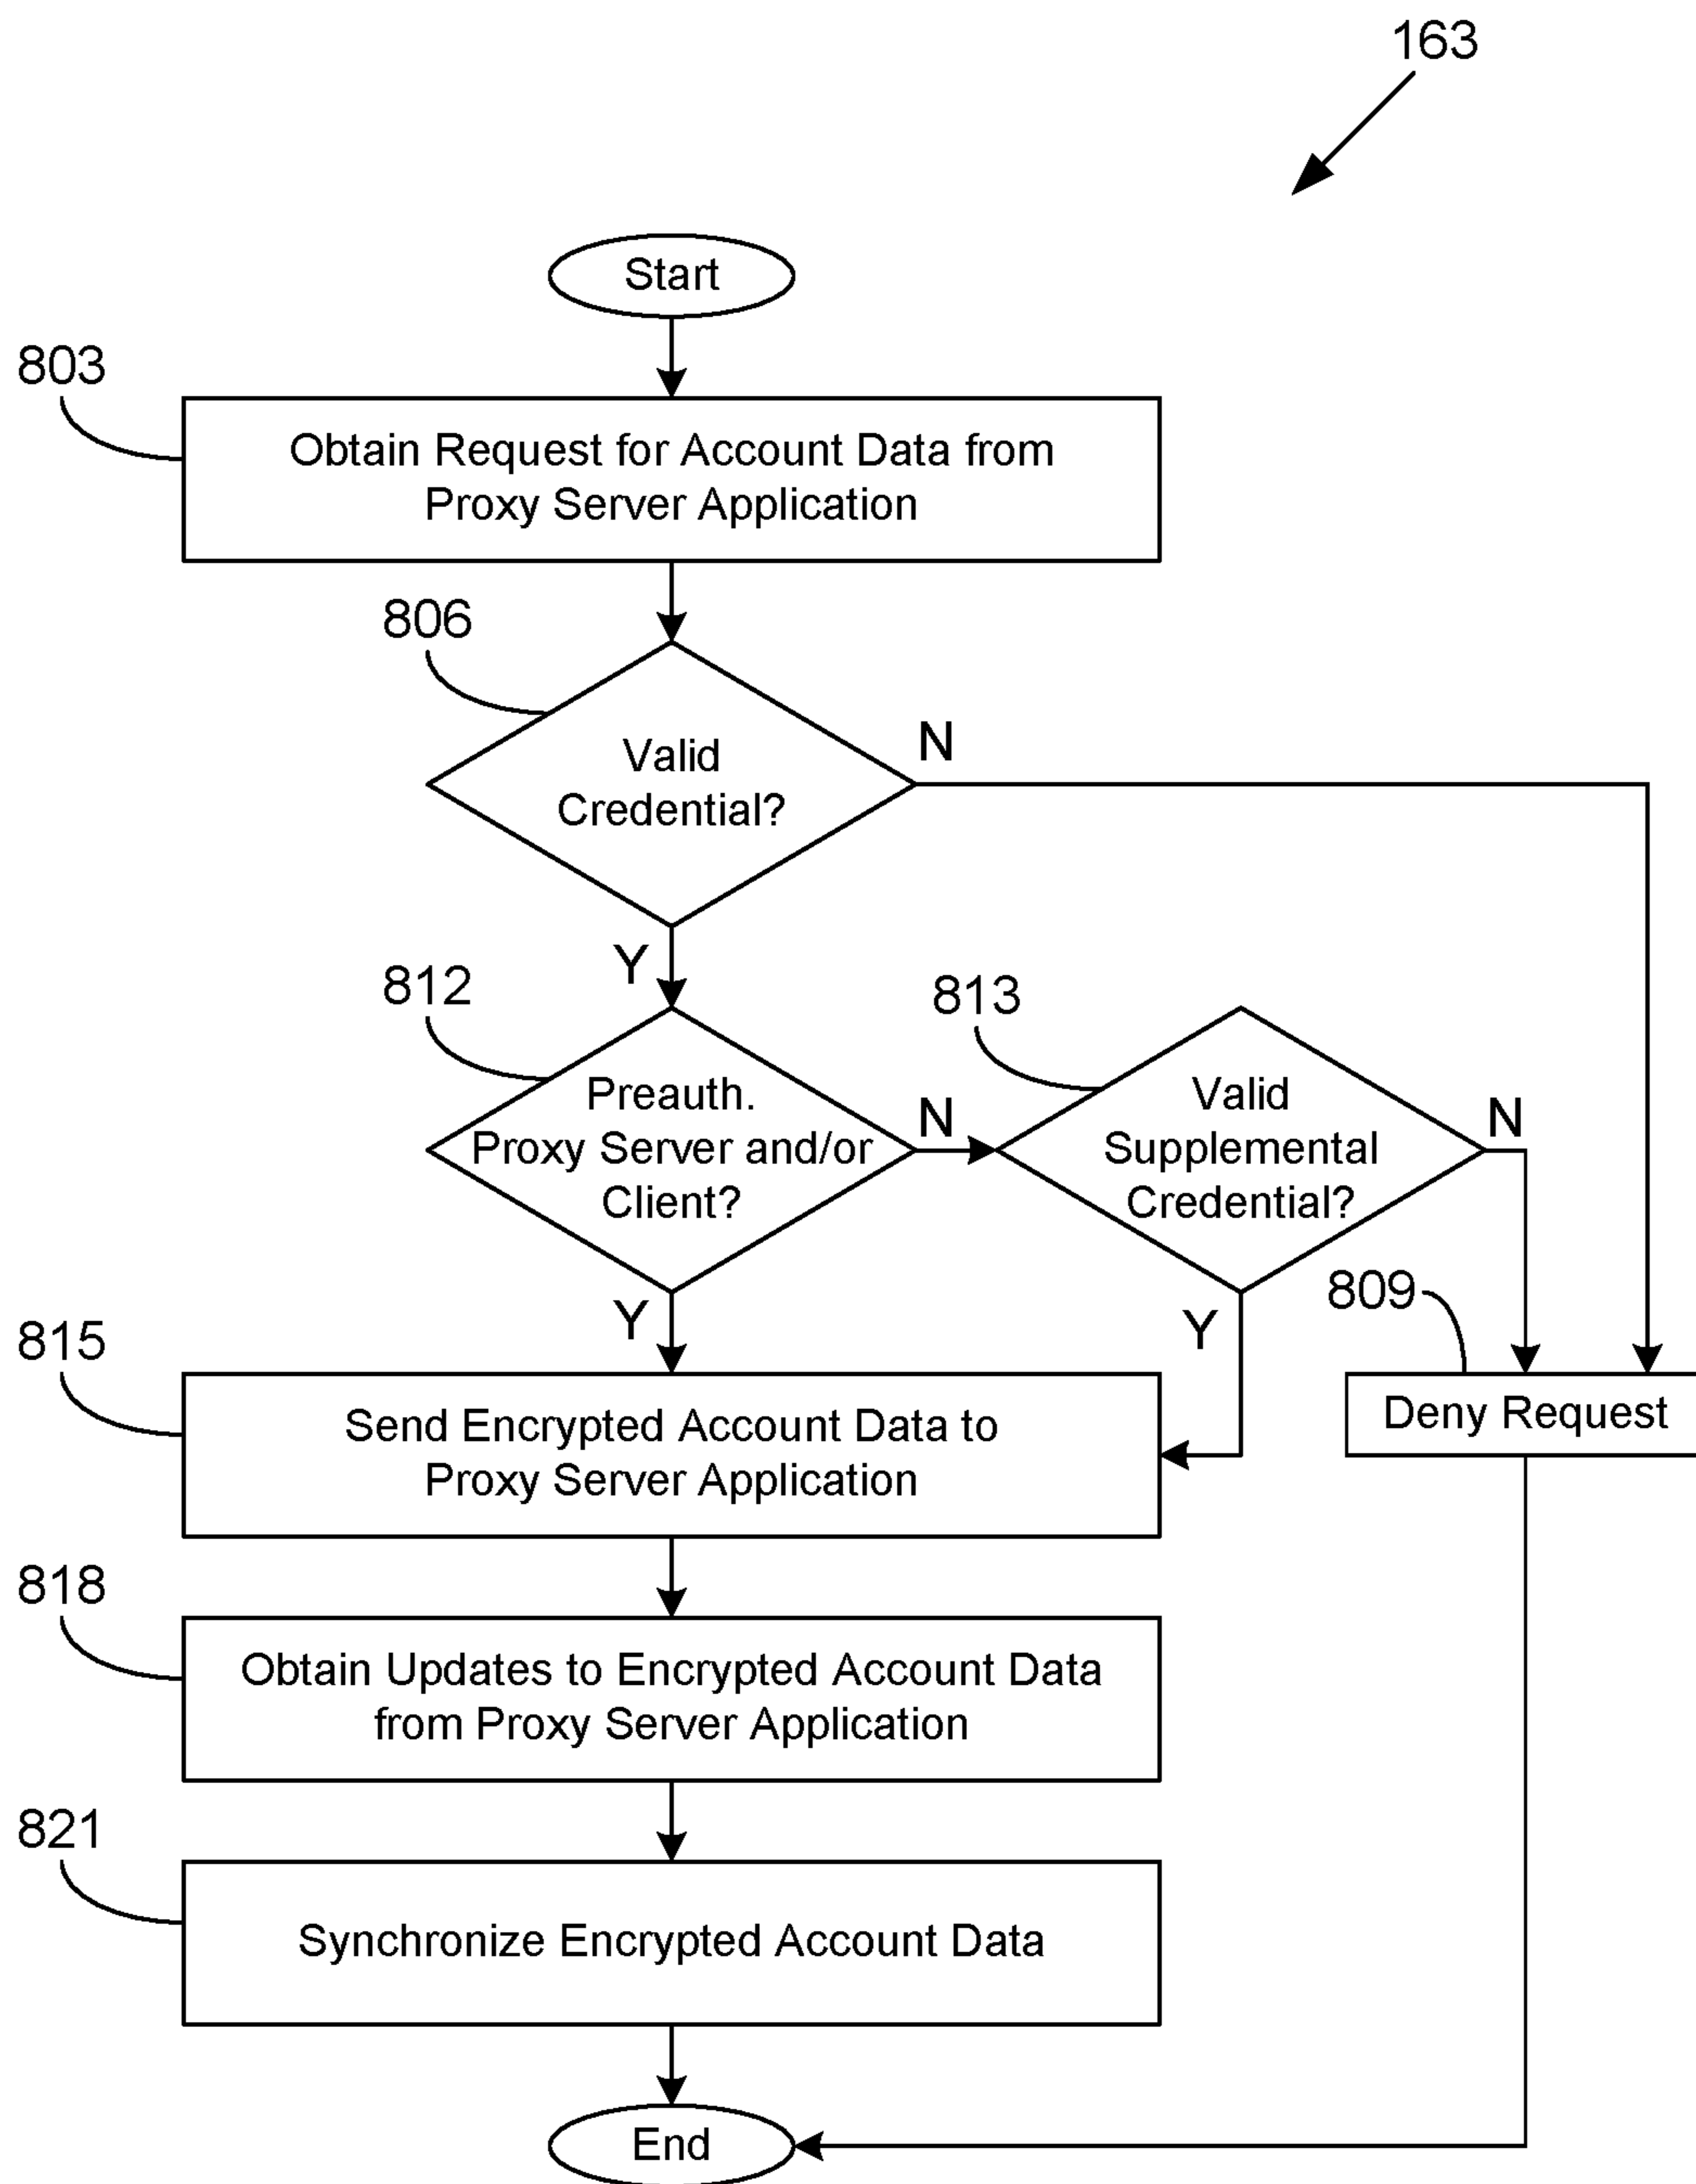 163
Start
803
Obtain Request for Account Data from
Proxy Server Application
806
Valid
Credential?
N
Y
812
Preauth.
Proxy Server and/or
Client?
N
813
Valid
Supplemental
Credential?
N
Y
Y
809
Deny Request
815
Send Encrypted Account Data to
Proxy Server Application
818
Obtain Updates to Encrypted Account Data
from Proxy Server Application
821
Synchronize Encrypted Account Data
End